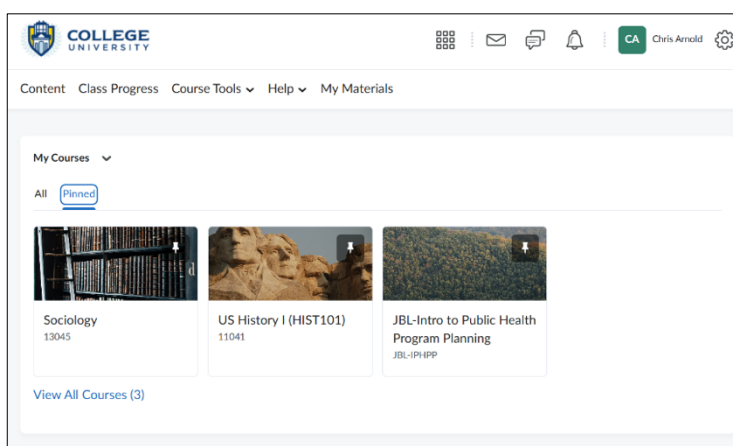 COLLEGE
UNIVERSITY
CA Chris Arnold
Content Class Progress Course Tools Help My Materials
My Courses
All Pinned
Sociology
13045
US History I (HIST101)
11041
JBL-Intro to Public Health
Program Planning
JBL-IPHPP
View All Courses (3)